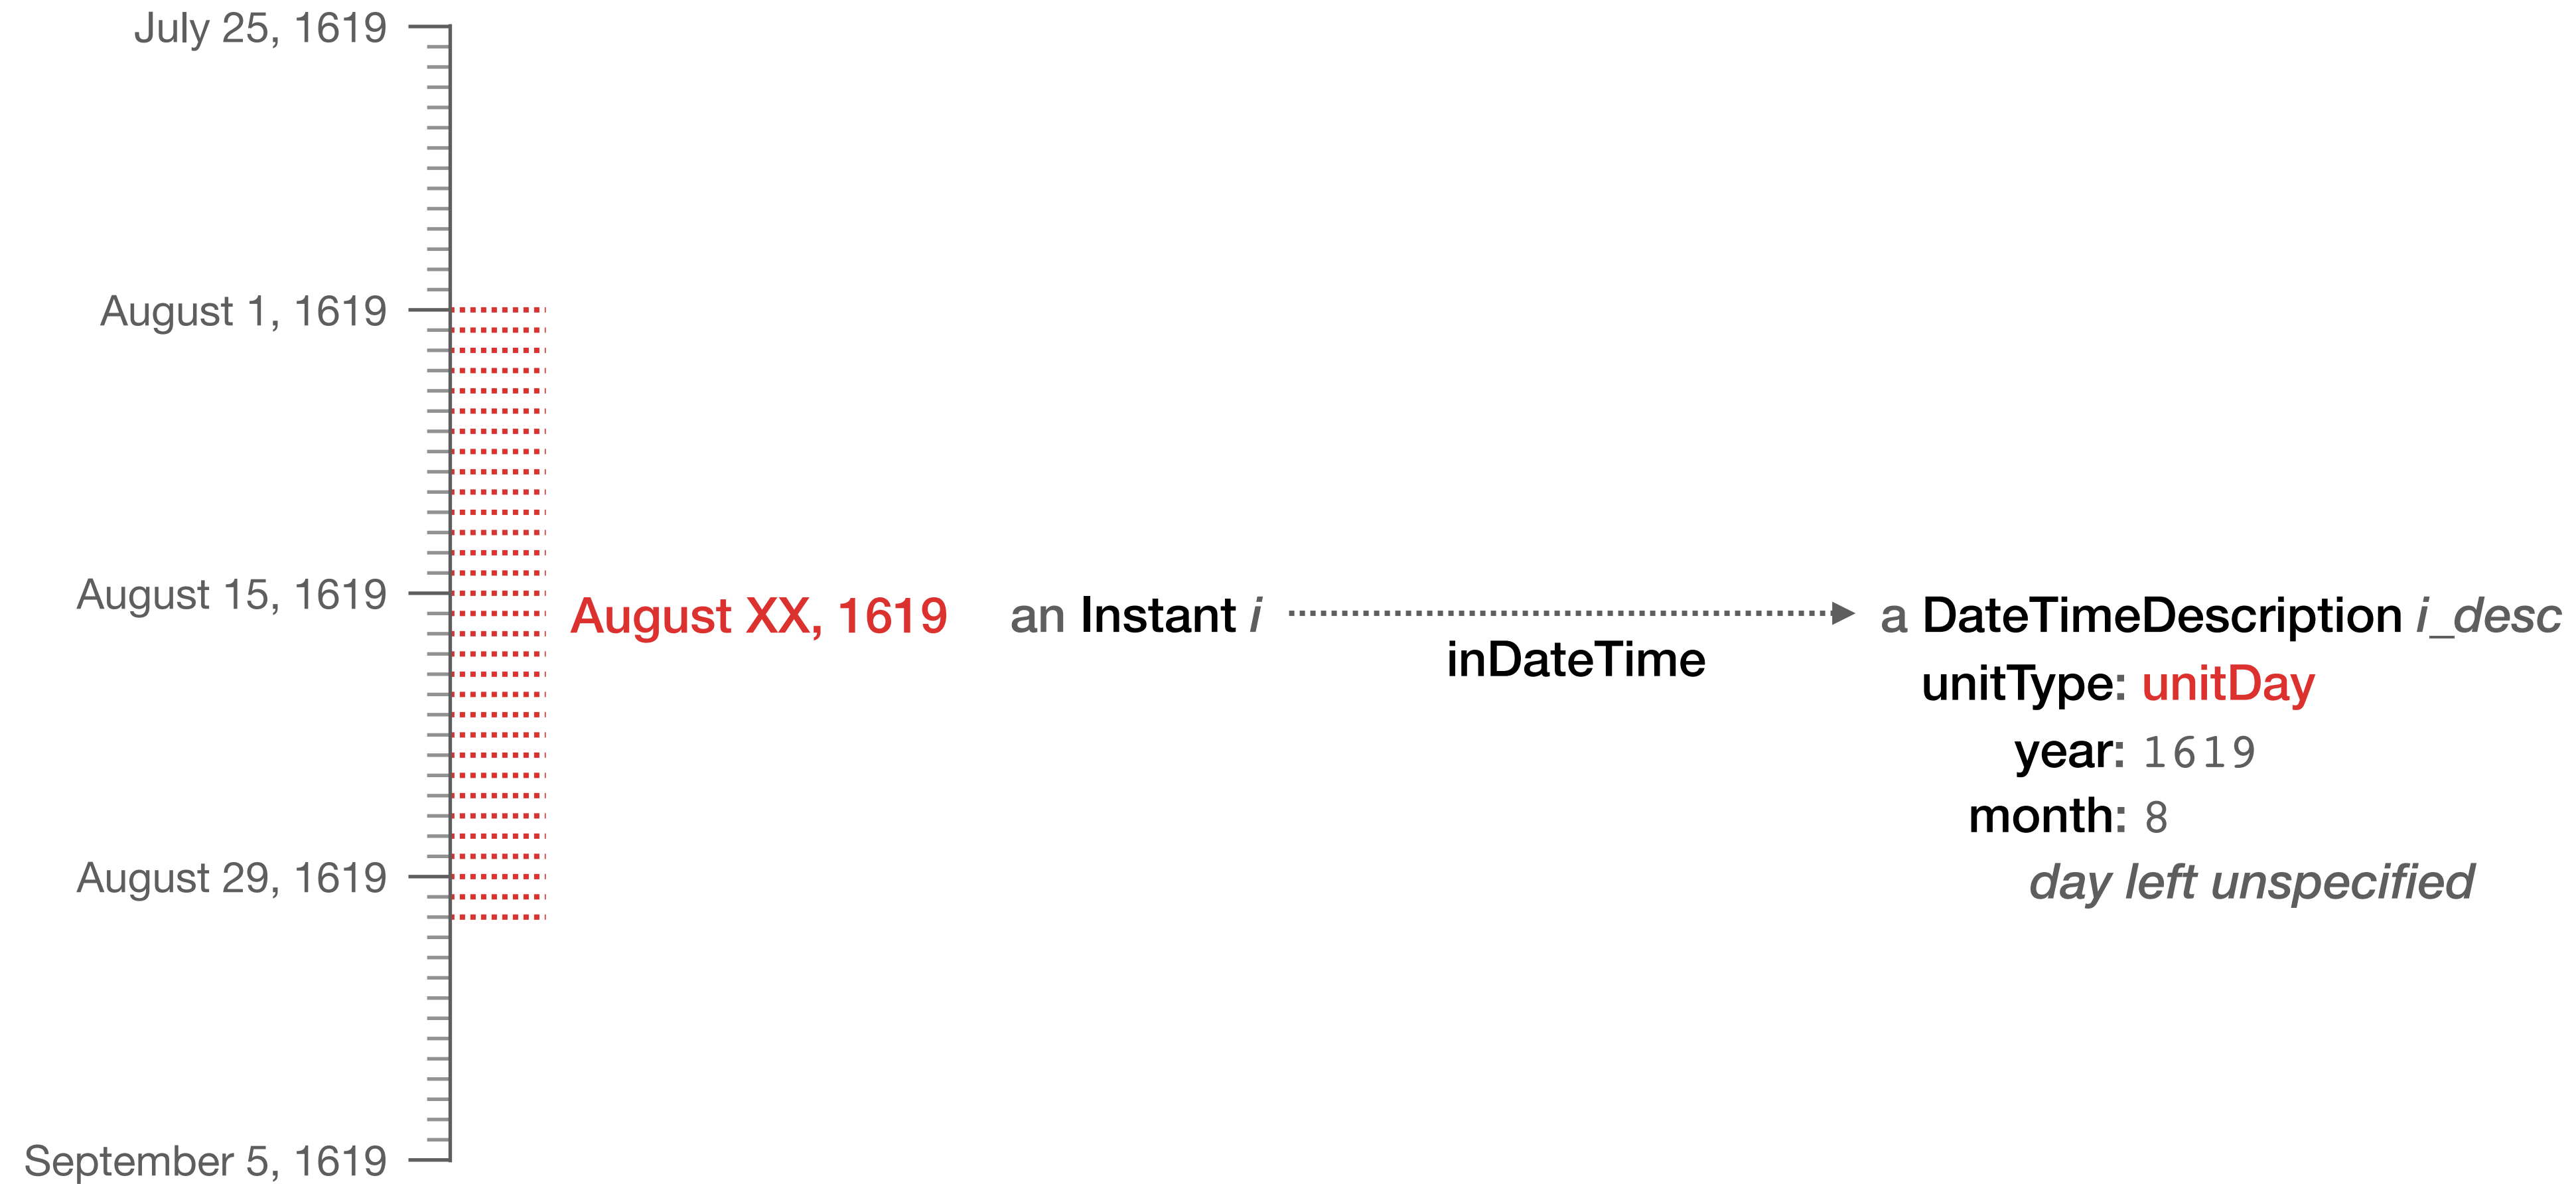 July 25, 1619
August 1, 1619
August 15, 1619
August 29, 1619
September 5, 1619
August XX, 1619
an Instant i
inDateTime
a DateTimeDescription i_desc
unitType: unitDay
year: 1619
month: 8
day left unspecified